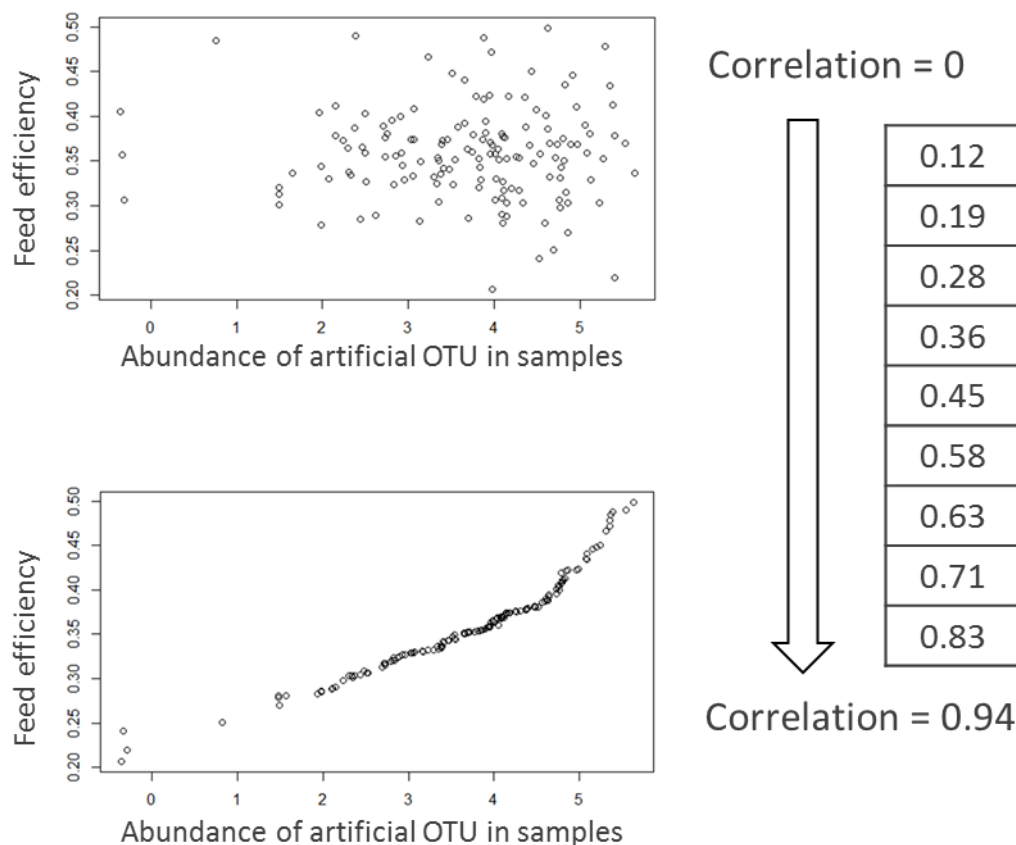 0.50
0.45
0.40
0.35
0.30
0.25
0.20
Feed efficiency
0 1 2 3 4 5
Abundance of artificial OTU in samples
Correlation = 0
0.12
0.19
0.28
0.36
0.45
0.58
0.63
0.71
0.83
Correlation = 0.94
0.50
0.45
0.40
0.35
0.30
0.25
0.20
Feed efficiency
0 1 2 3 4 5
Abundance of artificial OTU in samples